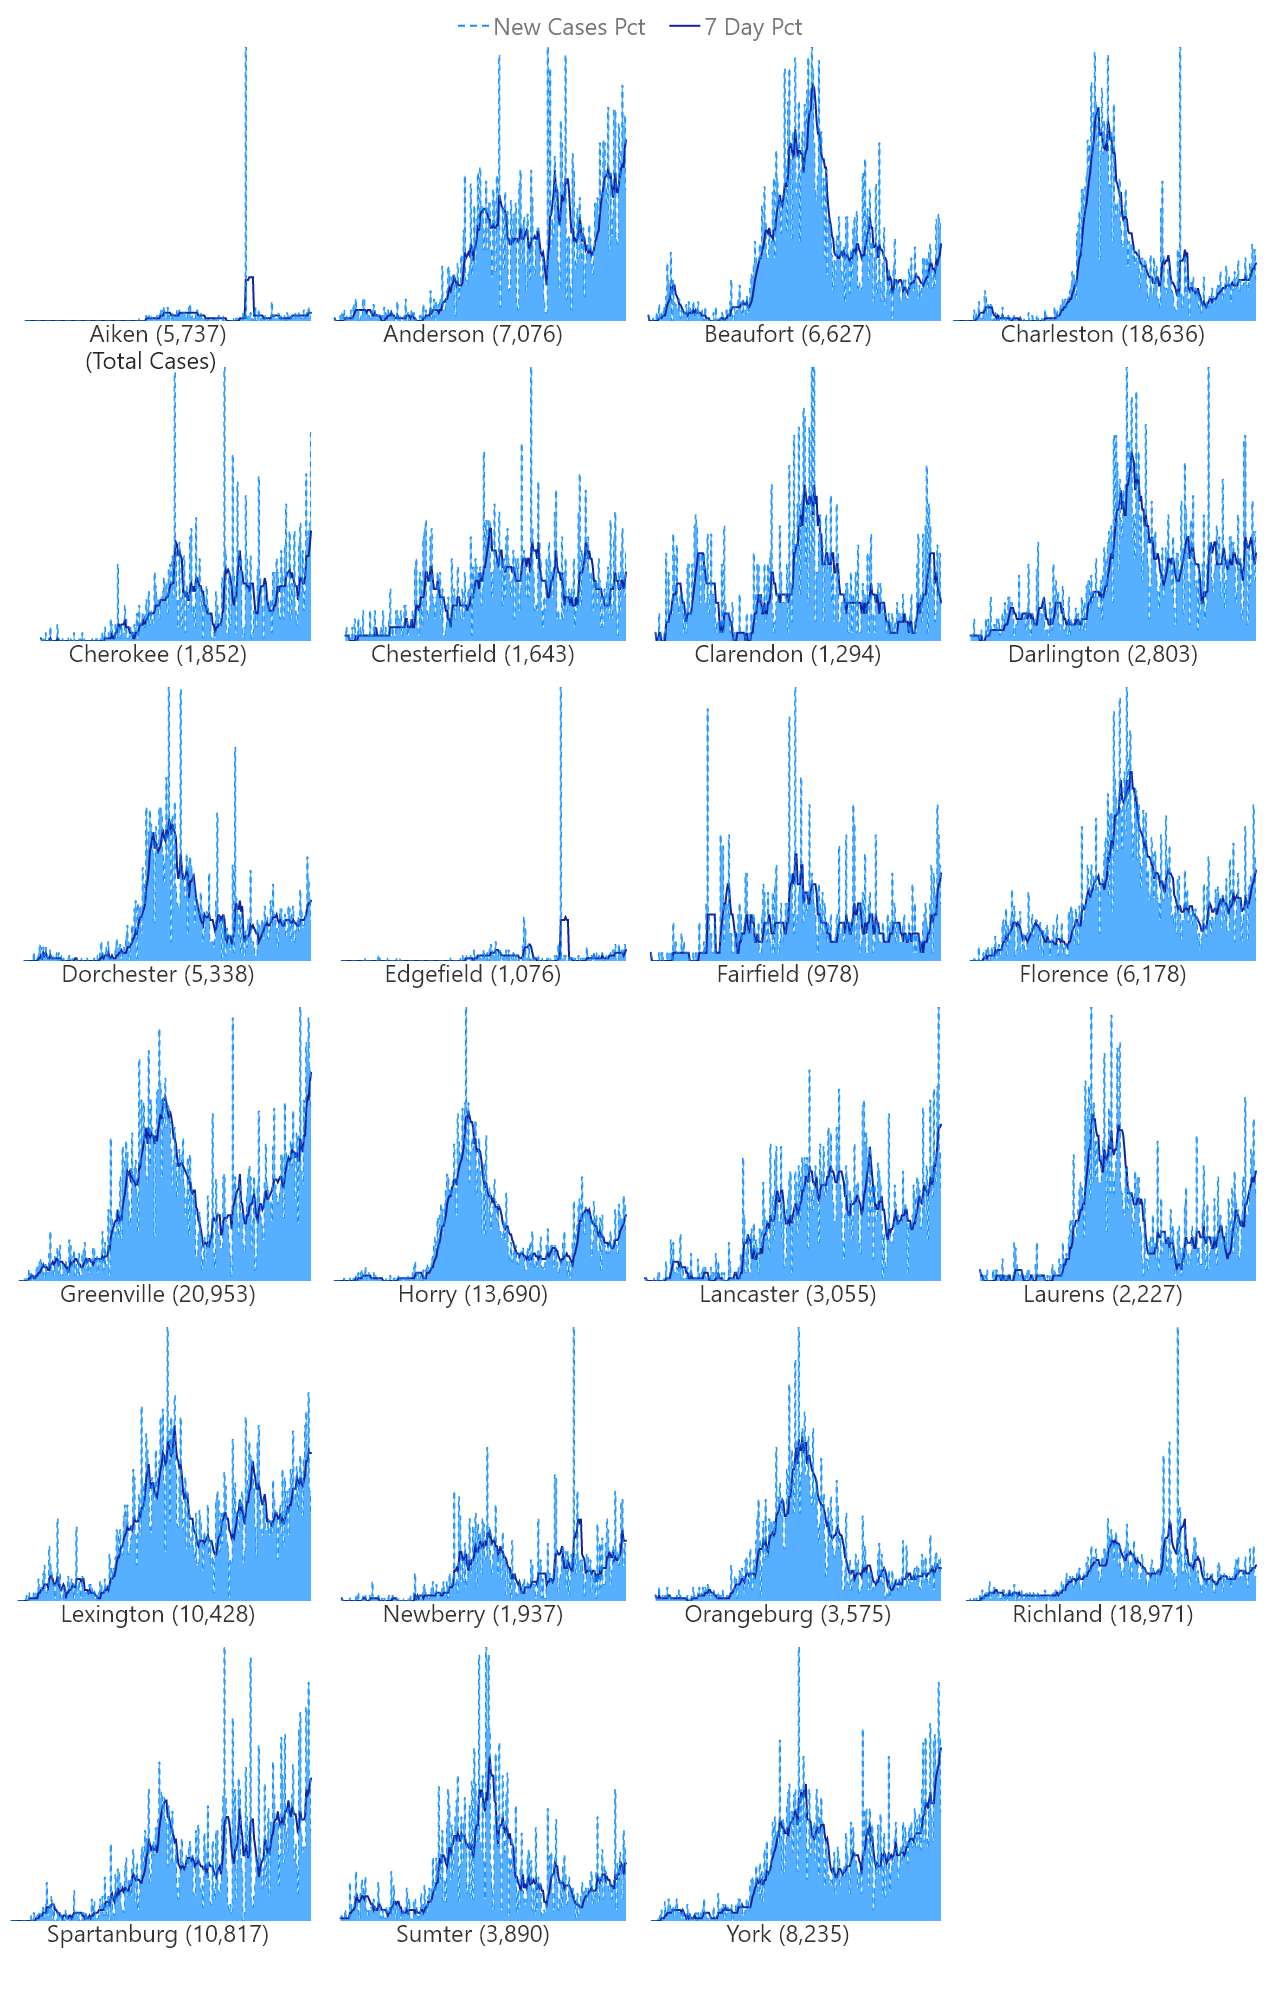 New Cases Pct 7 Day Pct
Aiken (5,737) Anderson (7,076) Beaufort (6,627) Charleston (18,636)
(Total Cases)
Cherokee (1,852) Chesterfield (1,643) Clarendon (1,294) Darlington (2,803)
Dorchester (5,338) Edgefield (1,076) Fairfield (978) Florence (6,178)
Greenville (20,953) Horry (13,690) Lancaster (3,055) Laurens (2,227)
Lexington (10,428) Newberry (1,937) Orangeburg (3,575) Richland (18,971)
Spartanburg (10,817) Sumter (3,890) York (8,235)